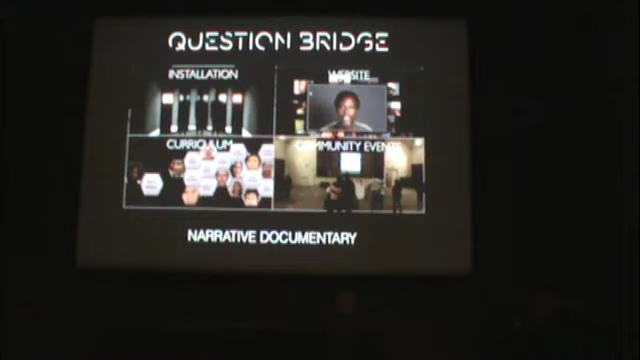 QUESTION BRIDGE
INSTALLATION
WEBSITE
CURRICULUM
COMMUNITY EVENTS
NARRATIVE DOCUMENTARY